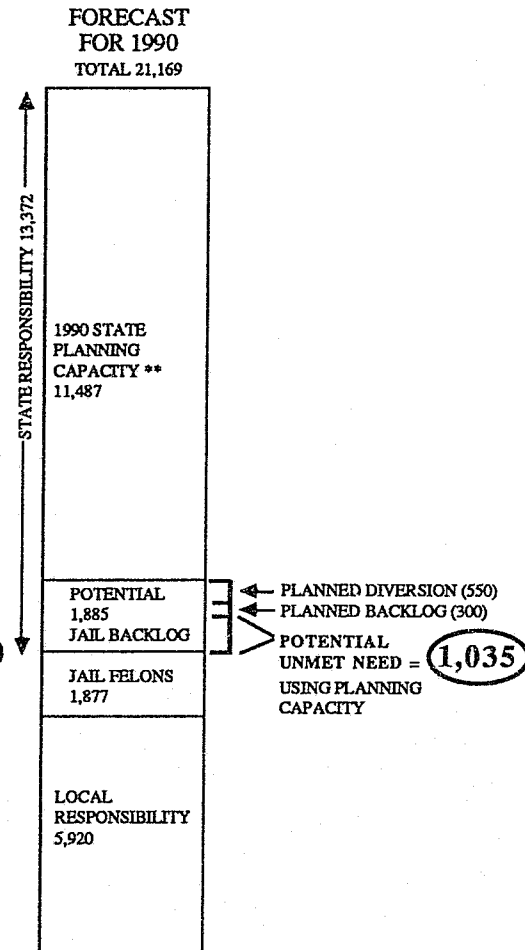 FORECAST
FOR 1990
TOTAL 21,169
STATE RESPONSIBILITY 13,372
1990 STATE
PLANNING
CAPACITY **
11,487
POTENTIAL
1,885
JAIL BACKLOG
PLANNED DIVERSION (550)
PLANNED BACKLOG (300)
POTENTIAL
UNMET NEED = 1,035
USING PLANNING
CAPACITY
JAIL FELONS
1,877
LOCAL
RESPONSIBILITY
5,920